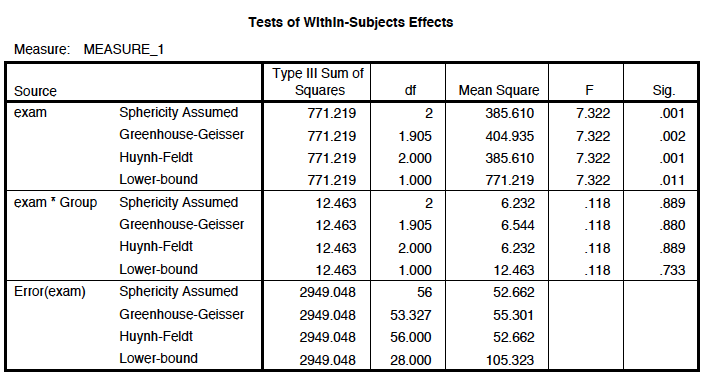 Tests of Within-Subjects Effects
Measure: MEASURE_1
Source Type III Sum of Squares df Mean Square F Sig.
exam Sphericity Assumed 771.219 2 385.610 7.322 .001
Greenhouse-Geisser 771.219 1.905 404.935 7.322 .002
Huynh-Feldt 771.219 2.000 385.610 7.322 .001
Lower-bound 771.219 1.000 771.219 7.322 .011
exam * Group Sphericity Assumed 12.463 2 6.232 .118 .889
Greenhouse-Geisser 12.463 1.905 6.544 .118 .880
Huynh-Feldt 12.463 2.000 6.232 .118 .889
Lower-bound 12.463 1.000 12.463 .118 .733
Error(exam) Sphericity Assumed 2949.048 56 52.662
Greenhouse-Geisser 2949.048 53.327 55.301
Huynh-Feldt 2949.048 56.000 52.662
Lower-bound 2949.048 28.000 105.323